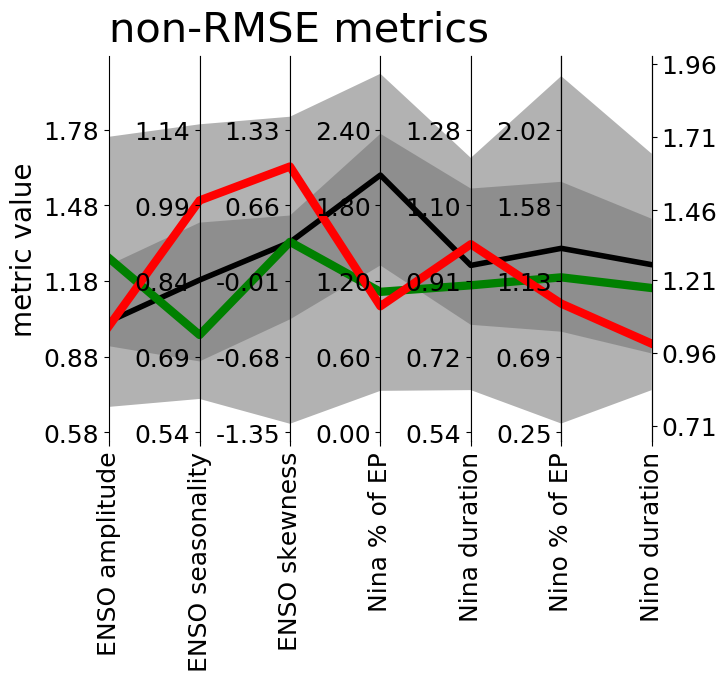 non-RMSE metrics
1.96
1.78 1.14 1.33 2.40 1.28 2.02 1.71
1.48 0.99 0.66 1.80 1.10 1.58 1.46
1.18 0.84 -0.01 1.20 0.91 1.13 1.21
0.88 0.69 -0.68 0.60 0.72 0.69 0.96
0.58 0.54 -1.35 0.00 0.54 0.25 0.71
metric value
ENSO amplitude
ENSO seasonality
ENSO skewness
Nina % of EP
Nina duration
Nino % of EP
Nino duration